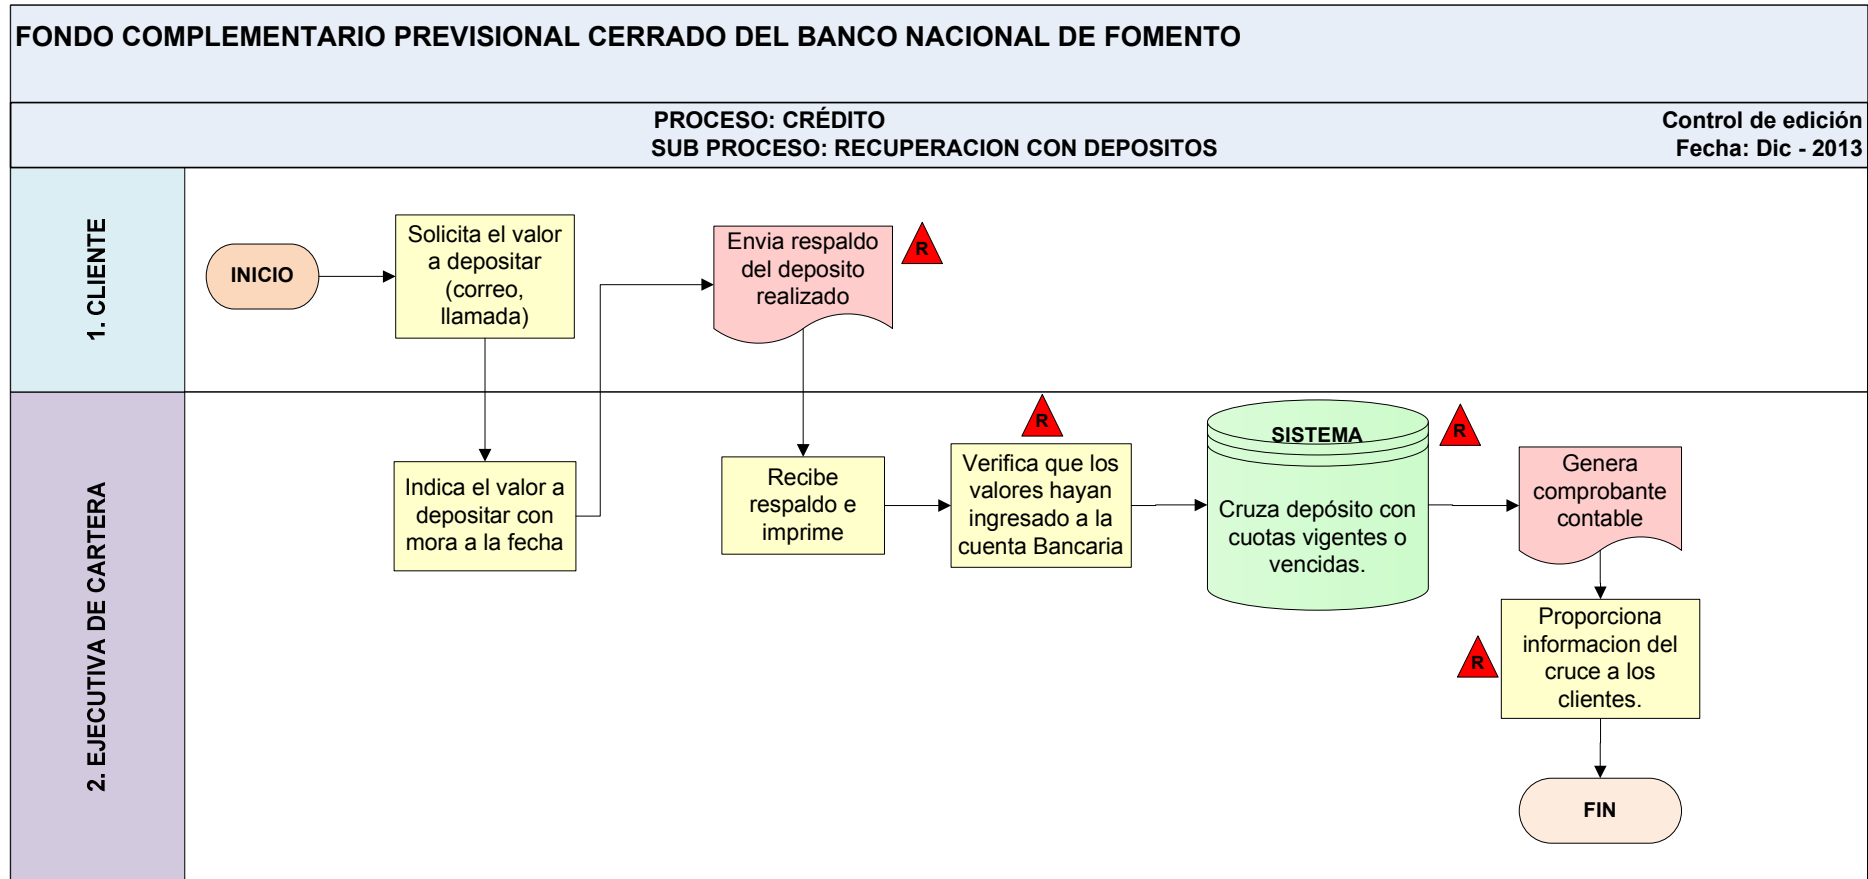 FONDO COMPLEMENTARIO PREVISIONAL CERRADO DEL BANCO NACIONAL DE FOMENTO
PROCESO: CRÉDITO
SUB PROCESO: RECUPERACION CON DEPOSITOS
Control de edición
Fecha: Dic - 2013
1. CLIENTE
INICIO
Solicita el valor
a depositar
(correo,
llamada)
Envia respaldo
del deposito
realizado
R
2. EJECUTIVA DE CARTERA
Indica el valor a
depositar con
mora a la fecha
Recibe
respaldo e
imprime
R
Verifica que los
valores hayan
ingresado a la
cuenta Bancaria
SISTEMA
Cruza depósito con
cuotas vigentes o
vencidas.
R
Genera
comprobante
contable
R
Proporciona
informacion del
cruce a los
clientes.
FIN